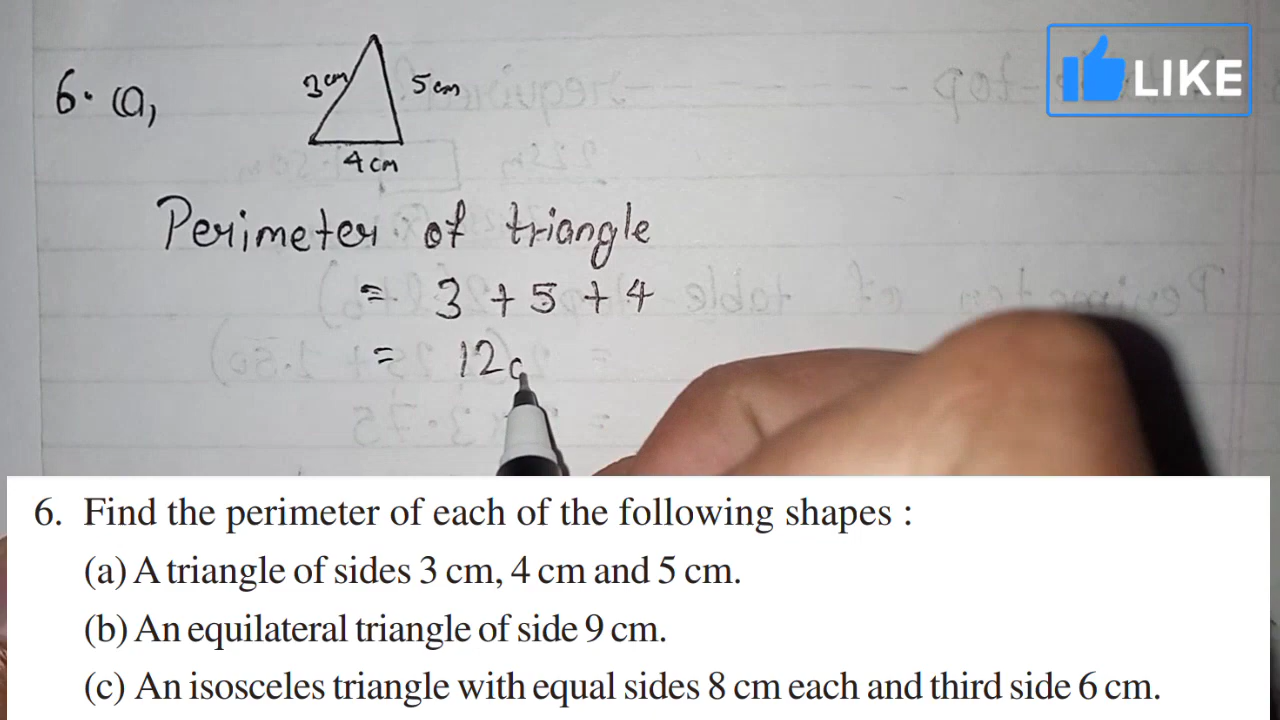 LIKE
6. (a)
3cm 5cm
4cm
Perimeter of triangle
= 3 + 5 + 4
= 12c
6. Find the perimeter of each of the following shapes :
(a) A triangle of sides 3 cm, 4 cm and 5 cm.
(b) An equilateral triangle of side 9 cm.
(c) An isosceles triangle with equal sides 8 cm each and third side 6 cm.